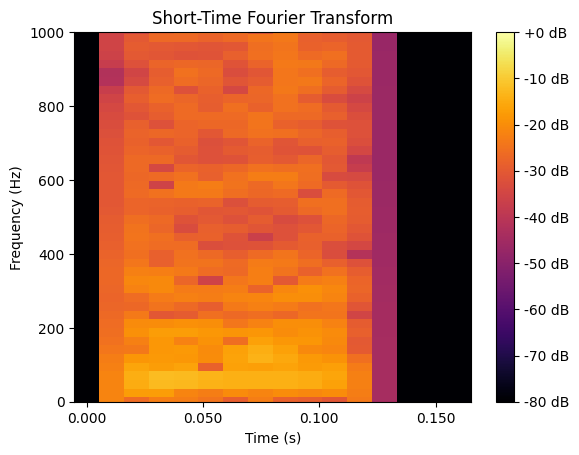 Short-Time Fourier Transform
1000
800
600
400
200
0
Frequency (Hz)
0.000
0.050
0.100
0.150
Time (s)
+0 dB
-10 dB
-20 dB
-30 dB
-40 dB
-50 dB
-60 dB
-70 dB
-80 dB